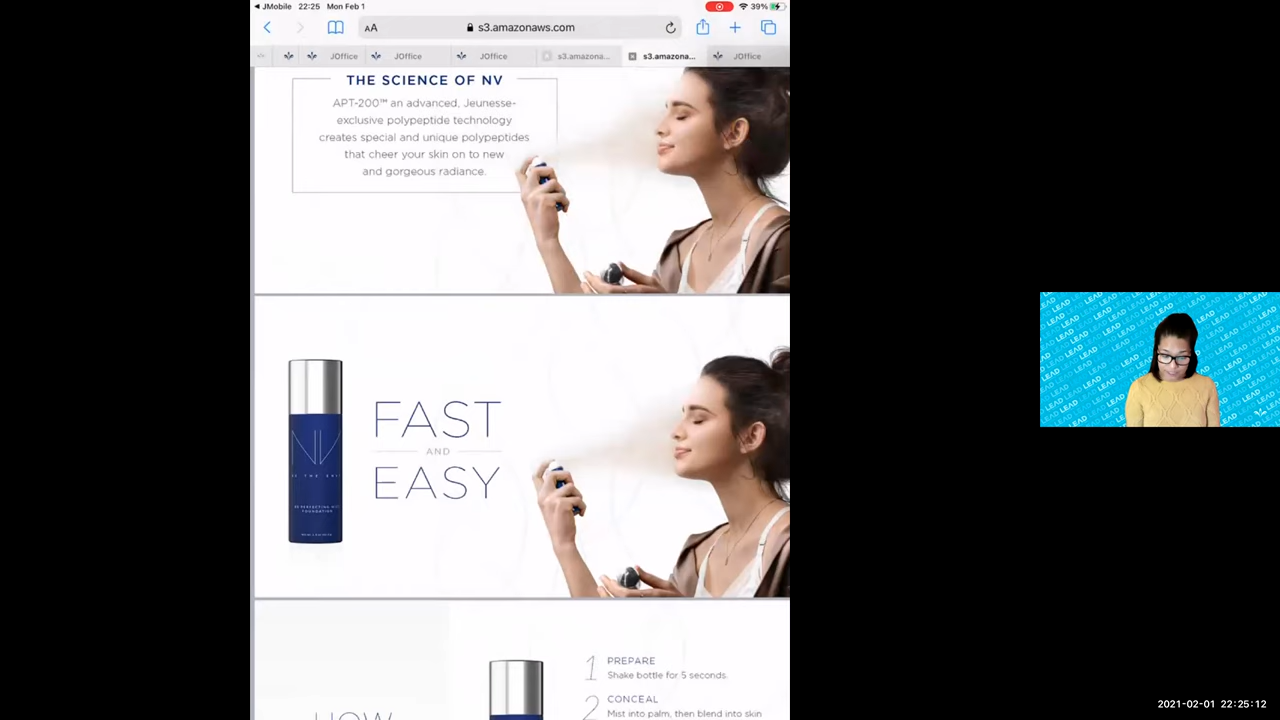 JMobile 22:25 Mon Feb 1 39%
AA s3.amazonaws.com
JOffice JOffice JOffice s3.amazona... s3.amazona... JOffice
THE SCIENCE OF NV
APT-200™ an advanced, Jeunesse-
exclusive polypeptide technology
creates special and unique polypeptides
that cheer your skin on to new
and gorgeous radiance.
FAST
AND
EASY
NV
1 PREPARE
Shake bottle for 5 seconds
2 CONCEAL
Mist into palm, then blend into skin
HOW
LEAD
2021-02-01 22:25:12